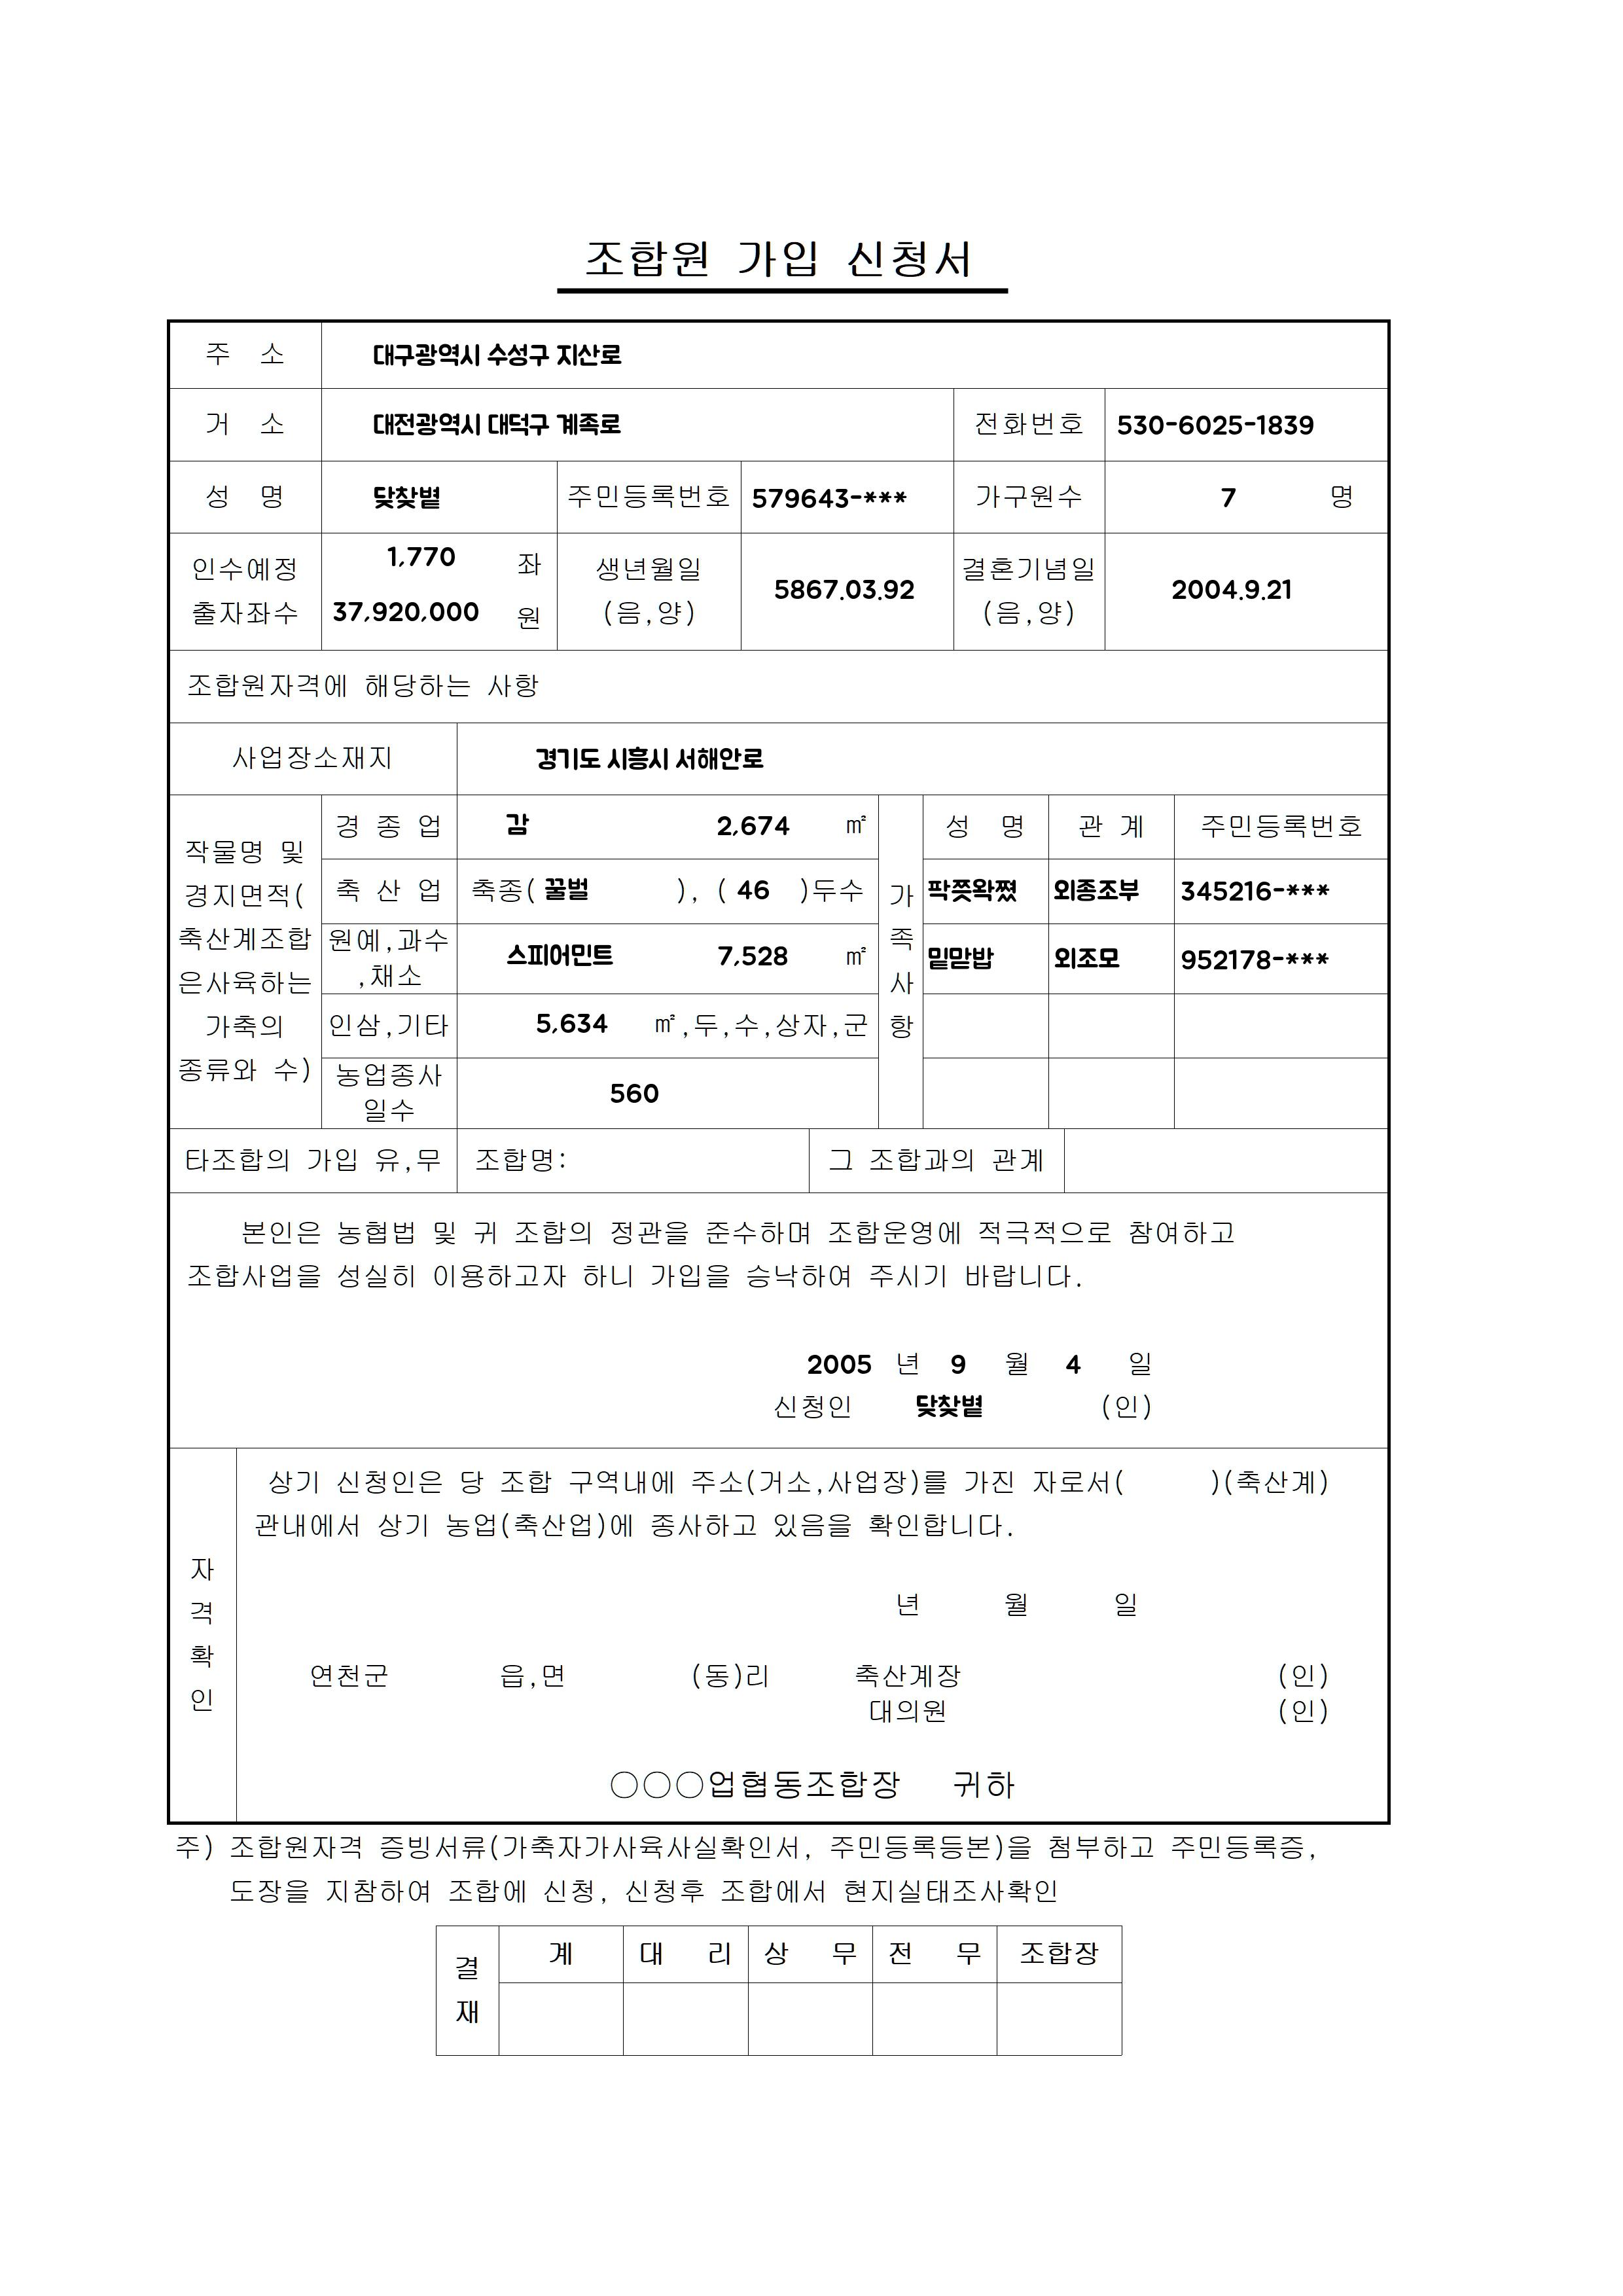 조합원 가입 신청서
주 소 대구광역시 수성구 지산로
거 소 대전광역시 대덕구 계족로 전화번호 530-6025-1839
성 명 닺찾볕 주민등록번호 579643-*** 가구원수 7 명
인수예정 출자좌수 1,770 좌 37,920,000 원 생년월일 (음,양) 5867.03.92 결혼기념일 (음,양) 2004.9.21
조합원자격에 해당하는 사항
사업장소재지 경기도 시흥시 서해안로
작물명 및
경지면적(
축산계조합
은사육하는
가축의
종류와 수)
경 종 업 감 2,674 ㎡
축 산 업 축종( 꿀벌 ), ( 46 )두수
원예,과수
,채소 스피어민트 7,528 ㎡
인삼,기타 5,634 ㎡,두,수,상자,군
농업종사
일수 560
가족사항
성 명 관 계 주민등록번호
팍쯧왁쪘 외종조부 345216-***
밑맏밥 외조모 952178-***
타조합의 가입 유,무 조합명: 그 조합과의 관계
본인은 농협법 및 귀 조합의 정관을 준수하며 조합운영에 적극적으로 참여하고
조합사업을 성실히 이용하고자 하니 가입을 승낙하여 주시기 바랍니다.
2005 년 9 월 4 일
신청인 닺찾볕 (인)
자격확인
상기 신청인은 당 조합 구역내에 주소(거소,사업장)를 가진 자로서( )(축산계)
관내에서 상기 농업(축산업)에 종사하고 있음을 확인합니다.
년 월 일
연천군 읍,면 (동)리 축산계장 (인)
대의원 (인)
○○○업협동조합장 귀하
주) 조합원자격 증빙서류(가축자가사육사실확인서, 주민등록등본)을 첨부하고 주민등록증,
도장을 지참하여 조합에 신청, 신청후 조합에서 현지실태조사확인
결재 계 대 리 상 무 전 무 조합장